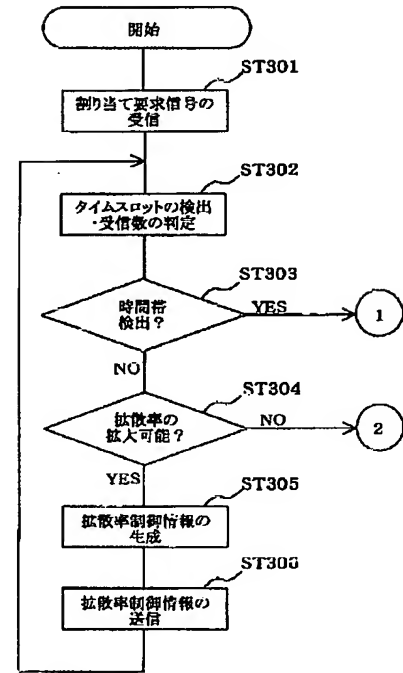 開始
ST301
割り当て要求信号の
受信
ST302
タイムスロットの検出
・受信数の判定
ST303
時間帯
検出?
YES
1
NO
ST304
拡散率の
拡大可能?
NO
2
YES
ST305
拡散率制御情報の
生成
ST306
拡散率制御情報の
送信